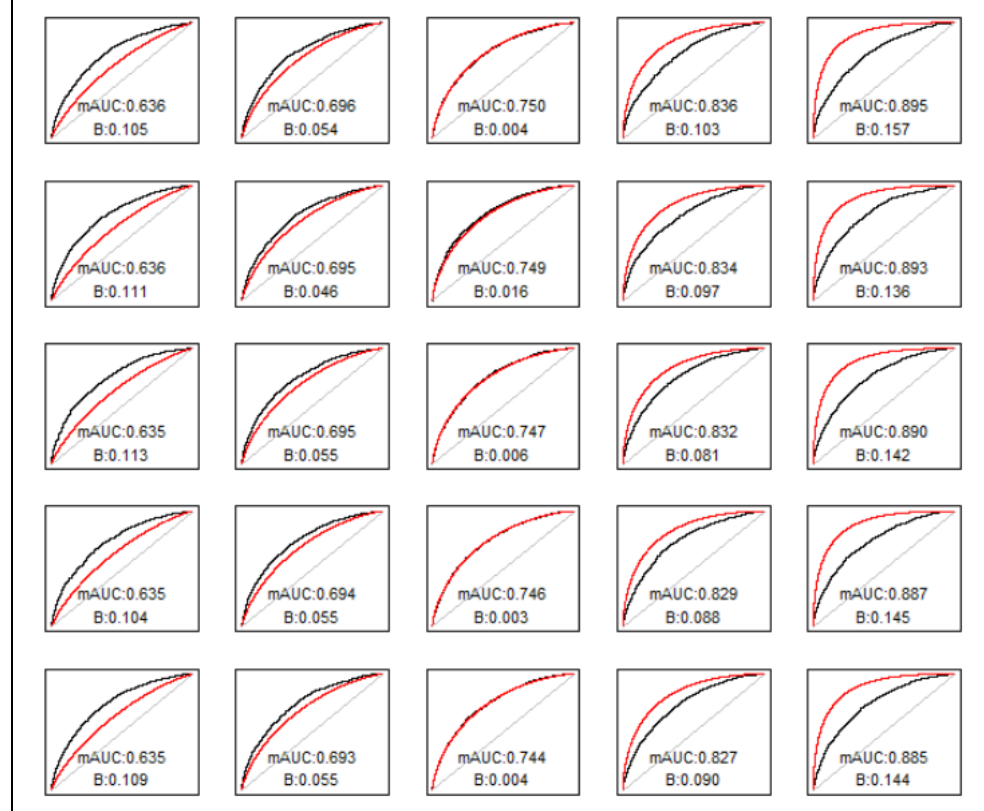 mAUC:0.636 mAUC:0.696 mAUC:0.750 mAUC:0.836 mAUC:0.895
B:0.105 B:0.054 B:0.004 B:0.103 B:0.157
mAUC:0.636 mAUC:0.695 mAUC:0.749 mAUC:0.834 mAUC:0.893
B:0.111 B:0.046 B:0.016 B:0.097 B:0.136
mAUC:0.635 mAUC:0.695 mAUC:0.747 mAUC:0.832 mAUC:0.890
B:0.113 B:0.055 B:0.006 B:0.081 B:0.142
mAUC:0.635 mAUC:0.694 mAUC:0.746 mAUC:0.829 mAUC:0.887
B:0.104 B:0.055 B:0.003 B:0.088 B:0.145
mAUC:0.635 mAUC:0.693 mAUC:0.744 mAUC:0.827 mAUC:0.885
B:0.109 B:0.055 B:0.004 B:0.090 B:0.144